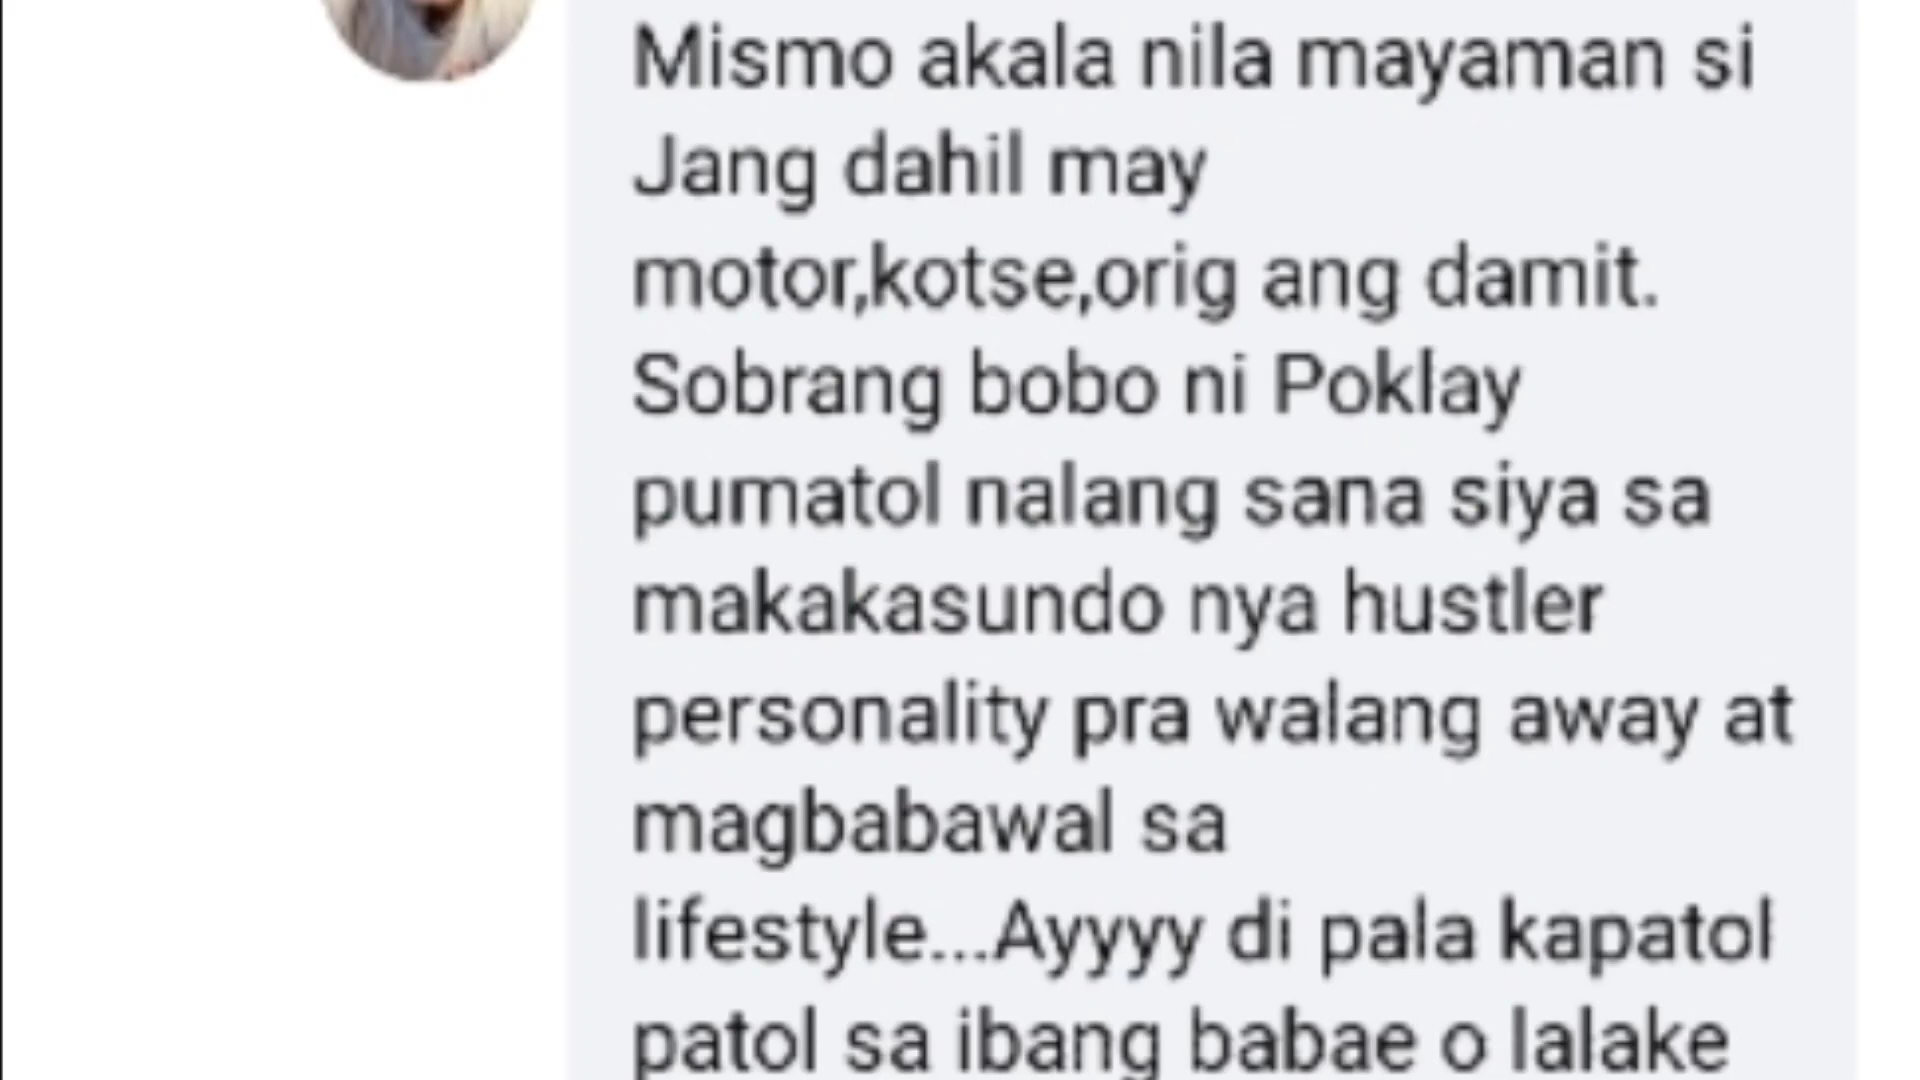 Mismo akala nila mayaman si
Jang dahil may
motor,kotse,orig ang damit.
Sobrang bobo ni Poklay
pumatol nalang sana siya sa
makakasundo nya hustler
personality pra walang away at
magbabawal sa
lifestyle...Ayyyy di pala kapatol
patol sa ibang babae o lalake